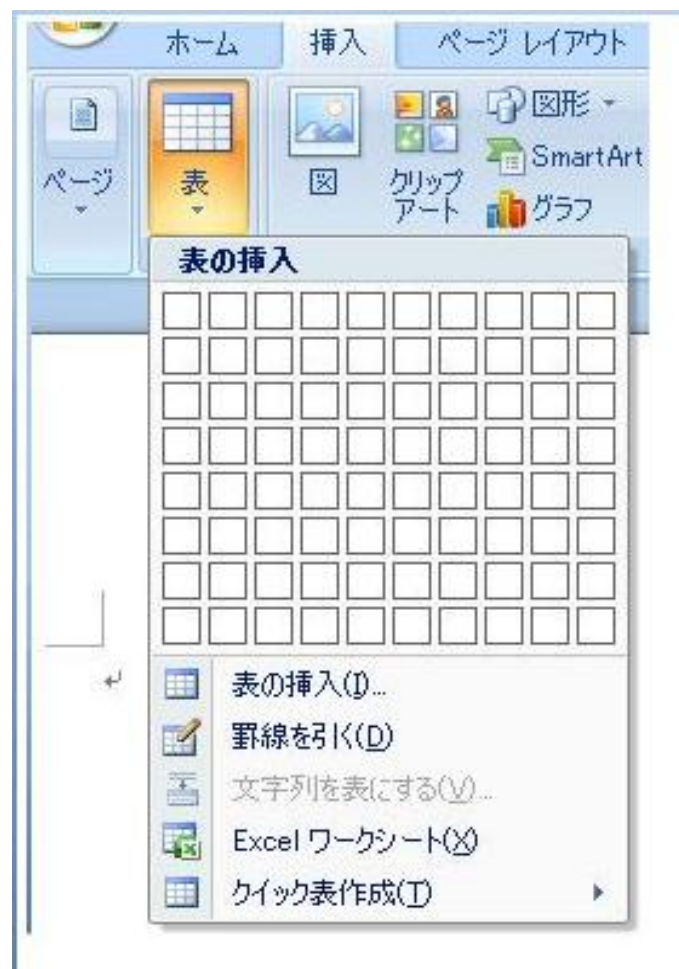 ホーム 挿入 ページ レイアウト
ページ
表
図
クリップ
アート
図形
SmartArt
グラフ
表の挿入
表の挿入(I)...
罫線を引く(D)
文字列を表にする(V)...
Excel ワークシート(X)
クイック表作成(T)